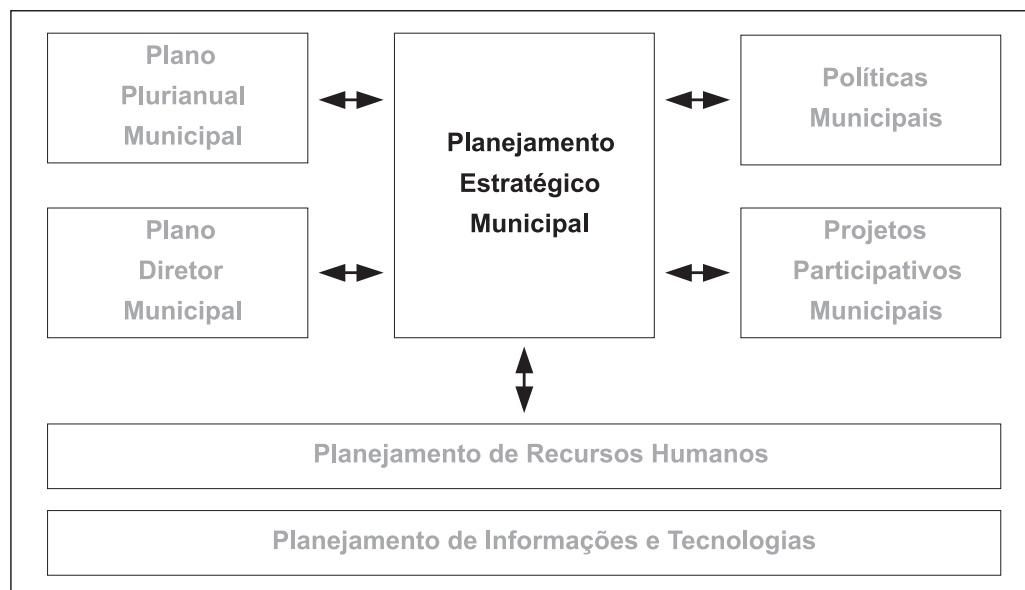 Plano
Plurianual
Municipal
Planejamento
Estratégico
Municipal
Políticas
Municipais
Plano
Diretor
Municipal
Projetos
Participativos
Municipais
Planejamento de Recursos Humanos
Planejamento de Informações e Tecnologias